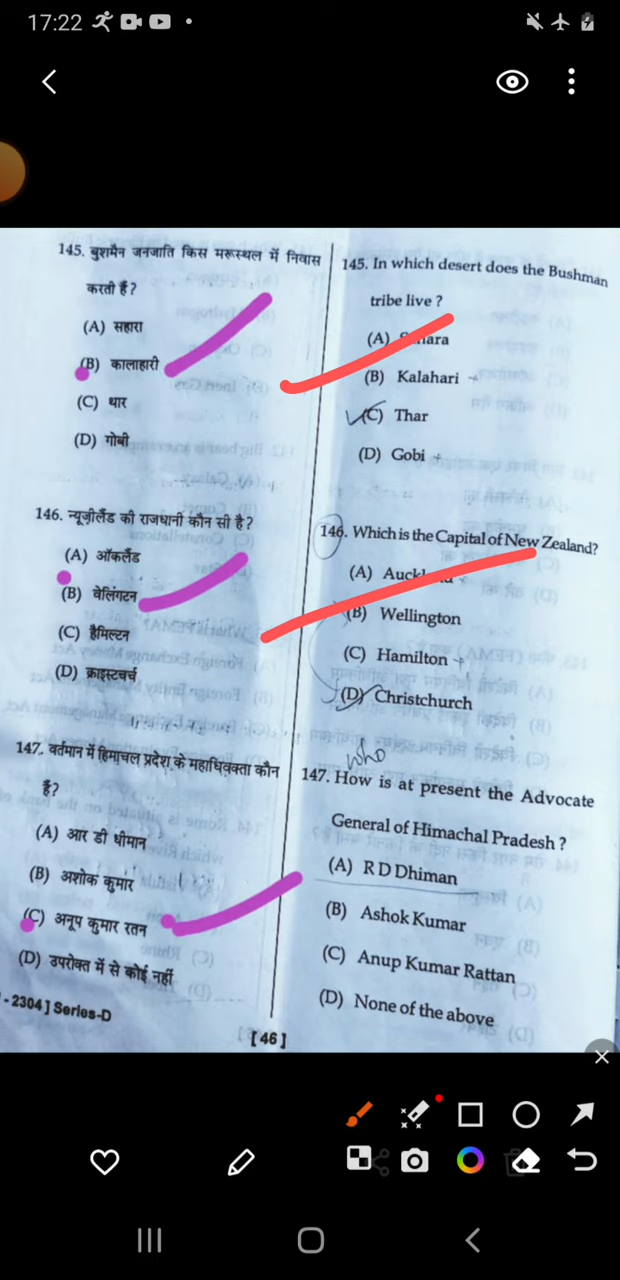 17:22
145. बुशमैन जनजाति किस मरूस्थल में निवास
करती हैं?
(A) सहारा
(B) कालाहारी
(C) थार
(D) गोबी
146. न्यूज़ीलैंड की राजधानी कौन सी है?
(A) ऑकलैंड
(B) वेलिंगटन
(C) हैमिल्टन
(D) क्राइस्टचर्च
147. वर्तमान में हिमाचल प्रदेश के महाधिवक्ता कौन
हैं?
(A) आर डी धीमान
(B) अशोक कुमार
(C) अनूप कुमार रतन
(D) उपरोक्त में से कोई नहीं
- 2304 ] Series-D
145. In which desert does the Bushman
tribe live ?
(A) Sahara
(B) Kalahari
(C) Thar
(D) Gobi
146. Which is the Capital of New Zealand?
(A) Auckland
(B) Wellington
(C) Hamilton
(D) Christchurch
who
147. How is at present the Advocate
General of Himachal Pradesh ?
(A) R D Dhiman
(B) Ashok Kumar
(C) Anup Kumar Rattan
(D) None of the above
[ 46 ]